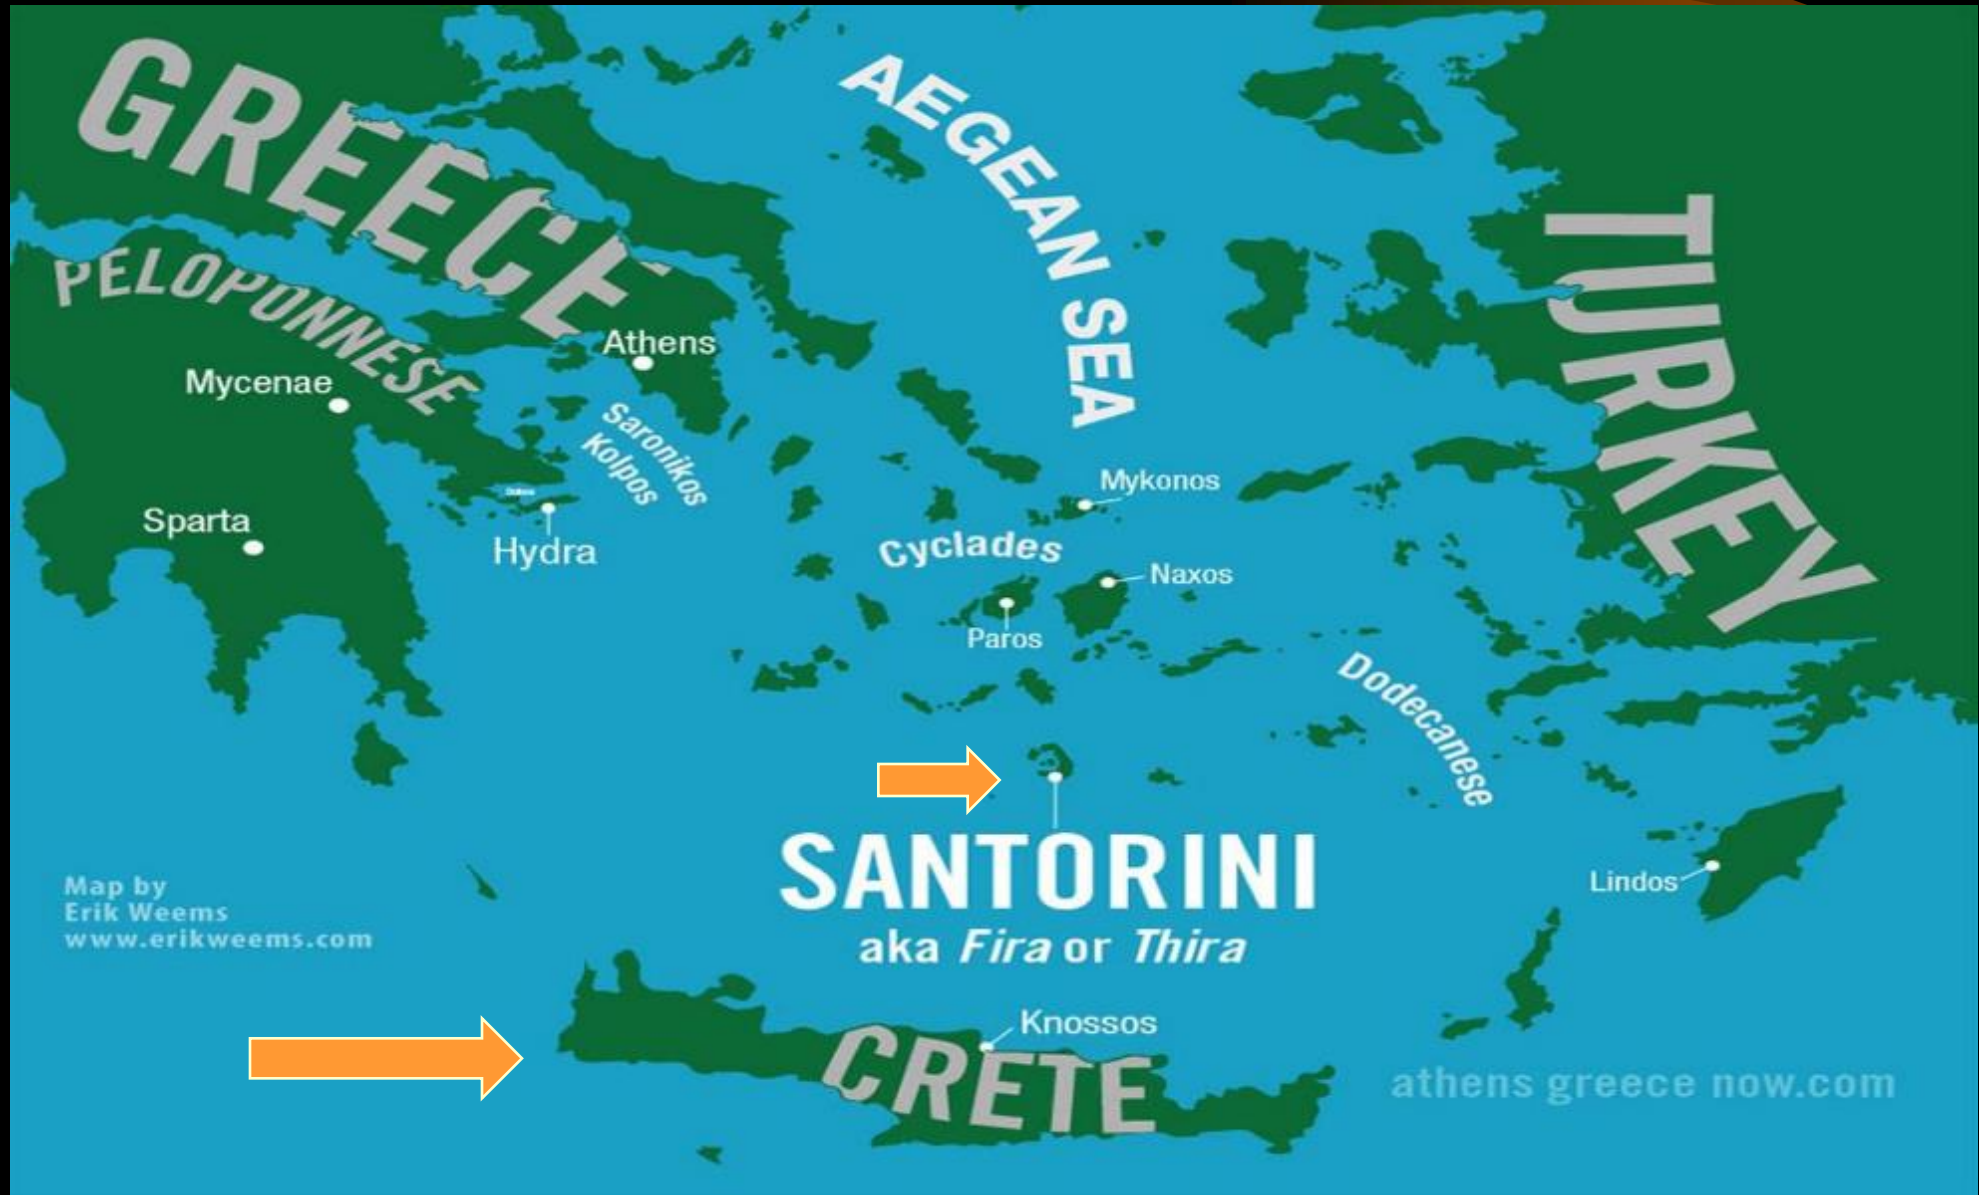 GREECE
AEGEAN SEA
TURKEY
PELOPONNESE
Athens
Mycenae
Saronikos
Kolpos
Mykonos
Sparta
Hydra
Cyclades
Naxos
Paros
Dodecanese
SANTORINI
aka Fira or Thira
Lindos
Map by
Erik Weems
www.erikweems.com
Knossos
CRETE
athens greece now.com